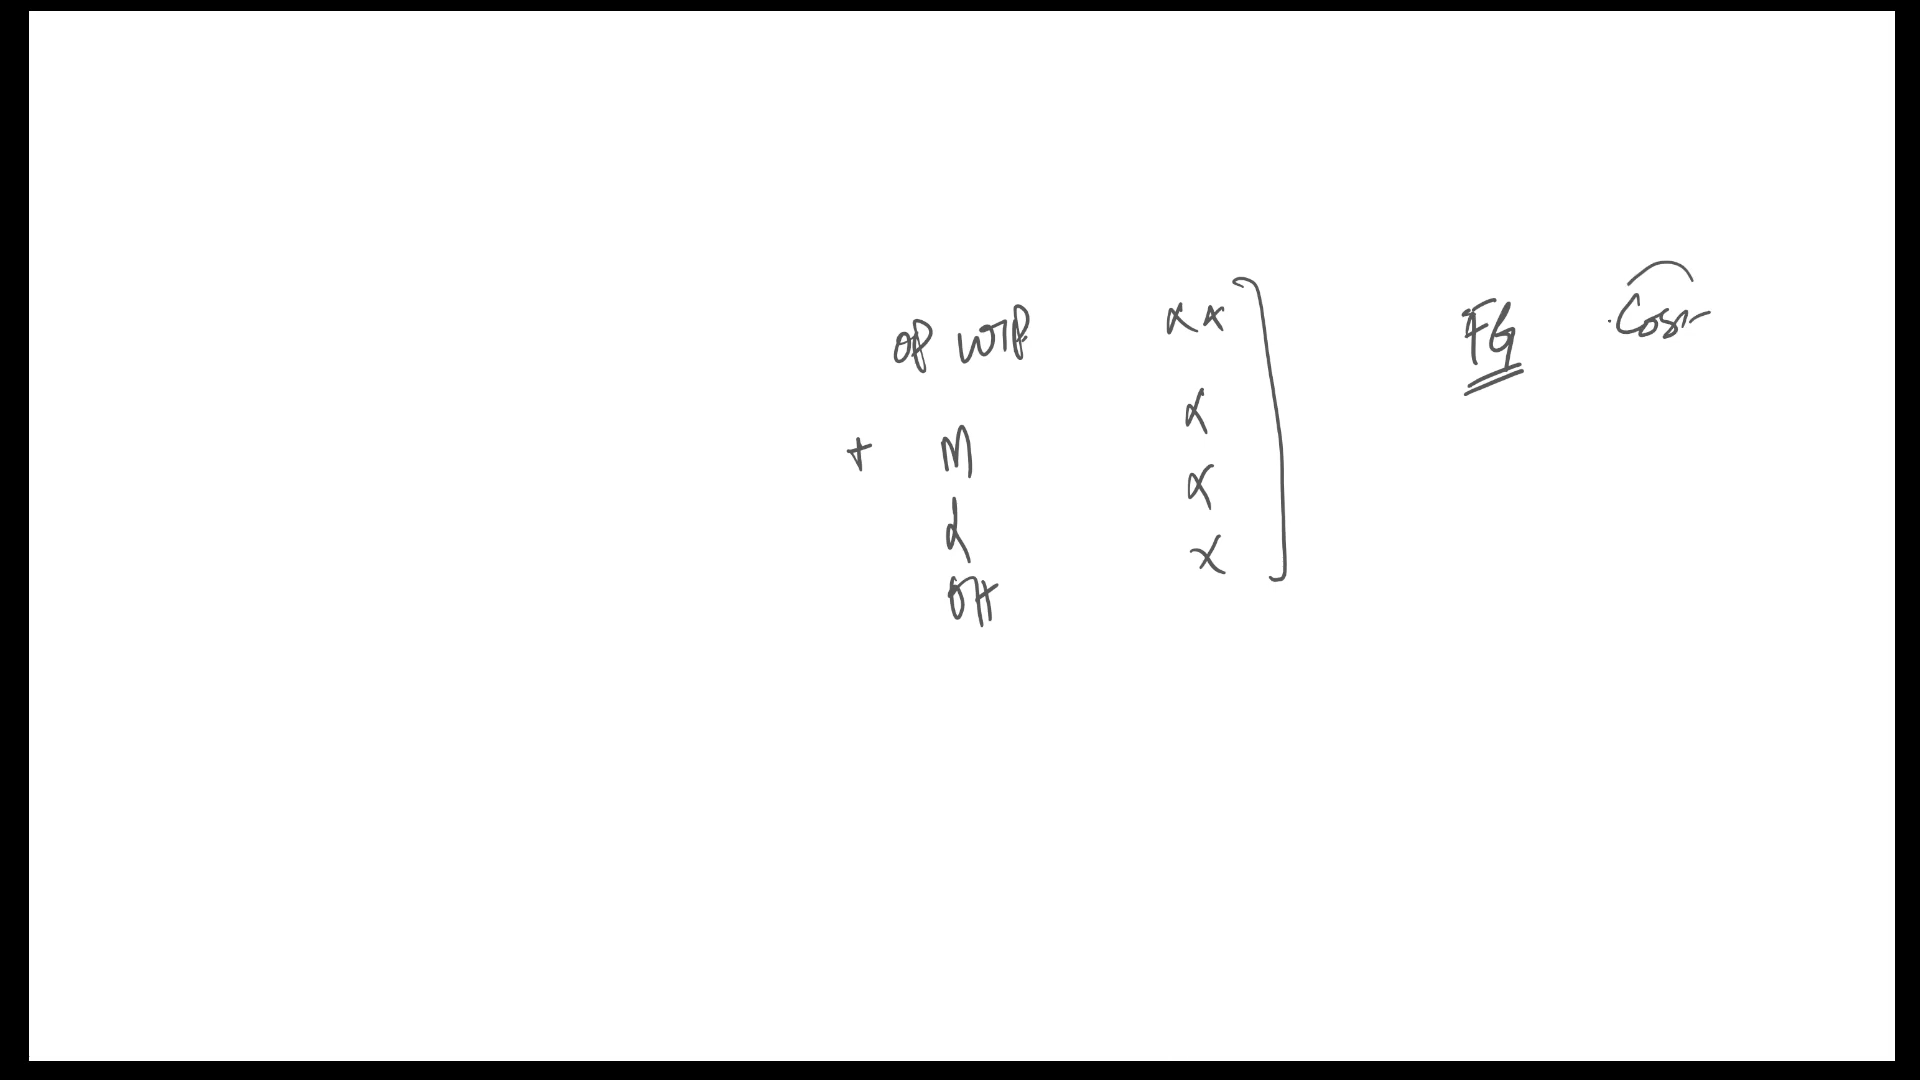 OP WIP xx FG Cost
+ M x
L x
OH x